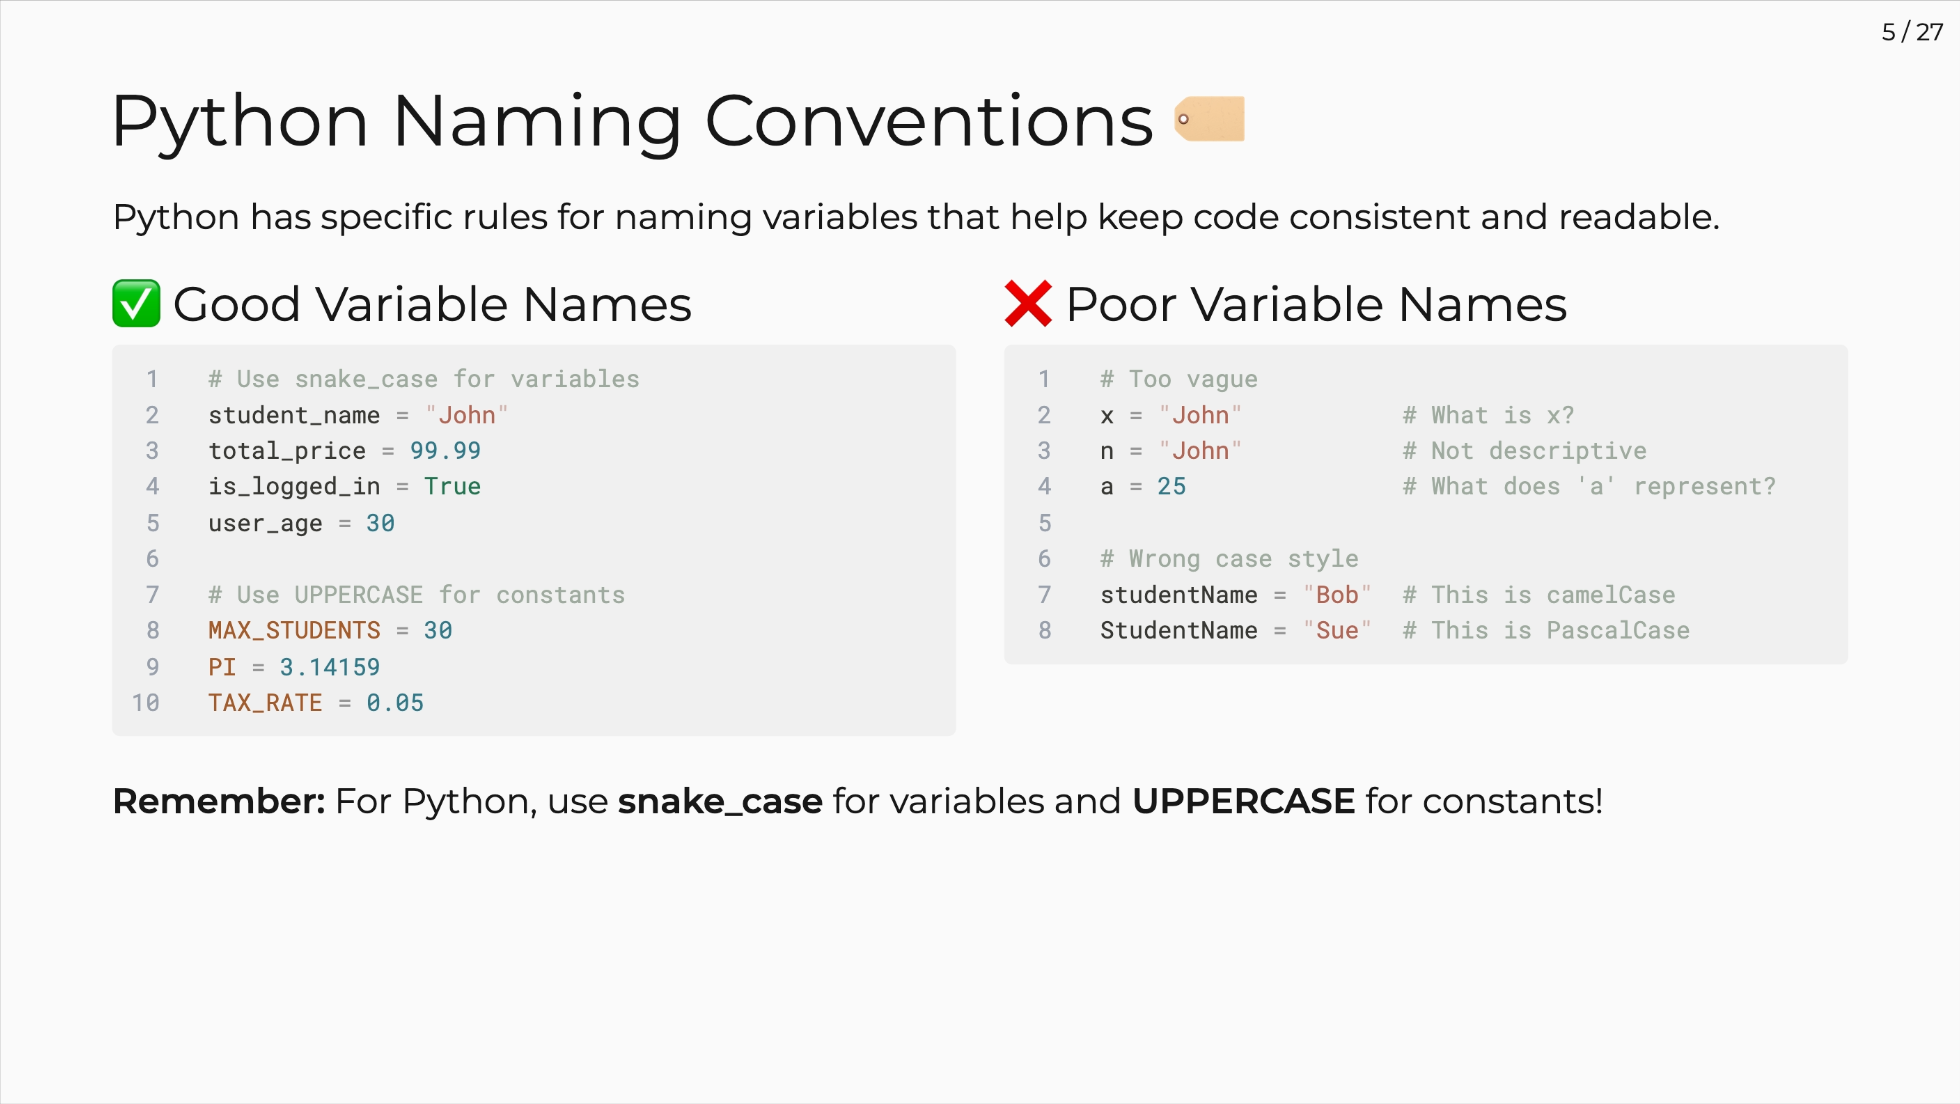 5 / 27
Python Naming Conventions
Python has specific rules for naming variables that help keep code consistent and readable.
✅ Good Variable Names
1 # Use snake_case for variables
2 student_name = "John"
3 total_price = 99.99
4 is_logged_in = True
5 user_age = 30
6
7 # Use UPPERCASE for constants
8 MAX_STUDENTS = 30
9 PI = 3.14159
10 TAX_RATE = 0.05
❌ Poor Variable Names
1 # Too vague
2 x = "John" # What is x?
3 n = "John" # Not descriptive
4 a = 25 # What does 'a' represent?
5
6 # Wrong case style
7 studentName = "Bob" # This is camelCase
8 StudentName = "Sue" # This is PascalCase
Remember: For Python, use snake_case for variables and UPPERCASE for constants!